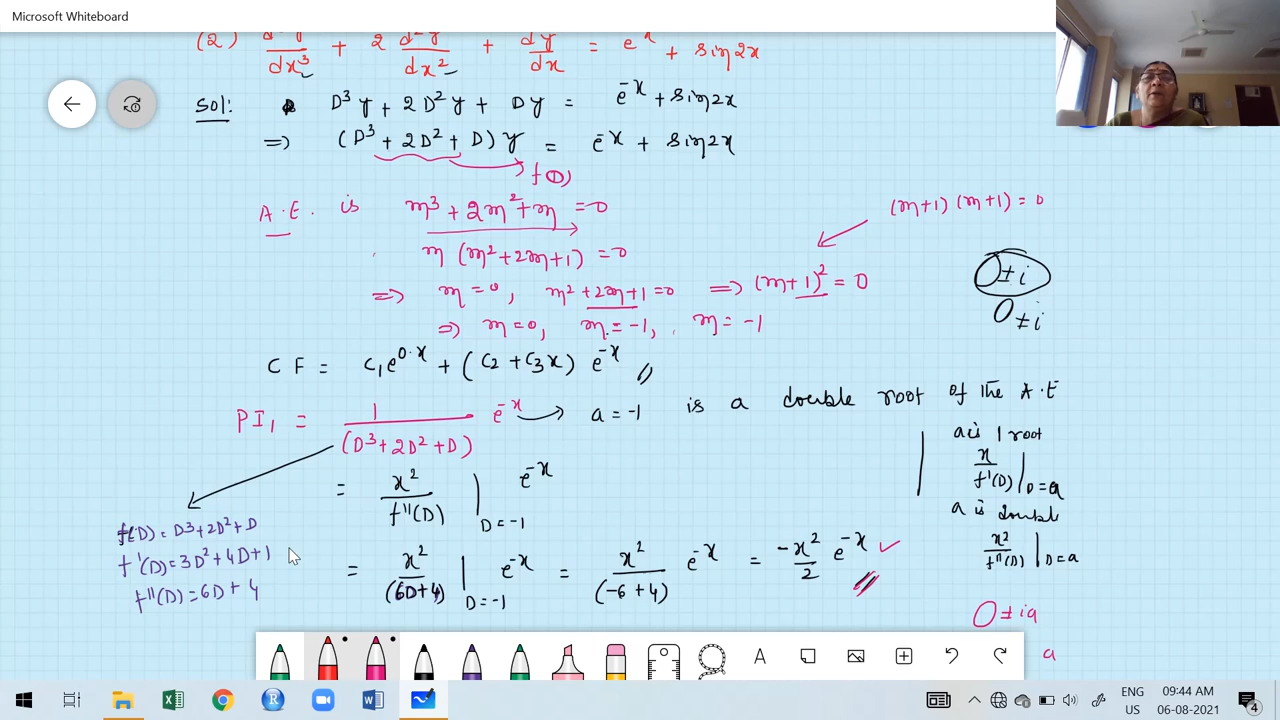 Microsoft Whiteboard
(2) d³y/dx³ + 2 d²y/dx² + dy/dx = e^-x + sin2x
Sol: D³y + 2D²y + Dy = e^-x + sin2x
=> (D³ + 2D² + D) y = e^-x + sin2x
f(D)
A.E. is m³ + 2m² + m = 0
(m+1) (m+1) = 0
m (m² + 2m + 1) = 0
=> m = 0, m² + 2m + 1 = 0 => (m+1)² = 0
0 ± i
0 ± i
=> m = 0, m = -1, m = -1
C F = C₁e^0·x + (C₂ + C₃x) e^-x
PI₁ = 1/(D³ + 2D² + D) e^-x → a = -1 is a double root of the A.E
a is 1 root
x/f'(D) | D = a
= x²/f''(D) | D = -1 e^-x
a is double
x²/f''(D) | D = a
f(D) = D³ + 2D² + D
f'(D) = 3D² + 4D + 1
f''(D) = 6D + 4
= x²/(6D+4) | D = -1 e^-x = x²/(-6+4) e^-x = -x²/2 e^-x
0 ± ia
a
A
ENG
US
09:44 AM
06-08-2021
4